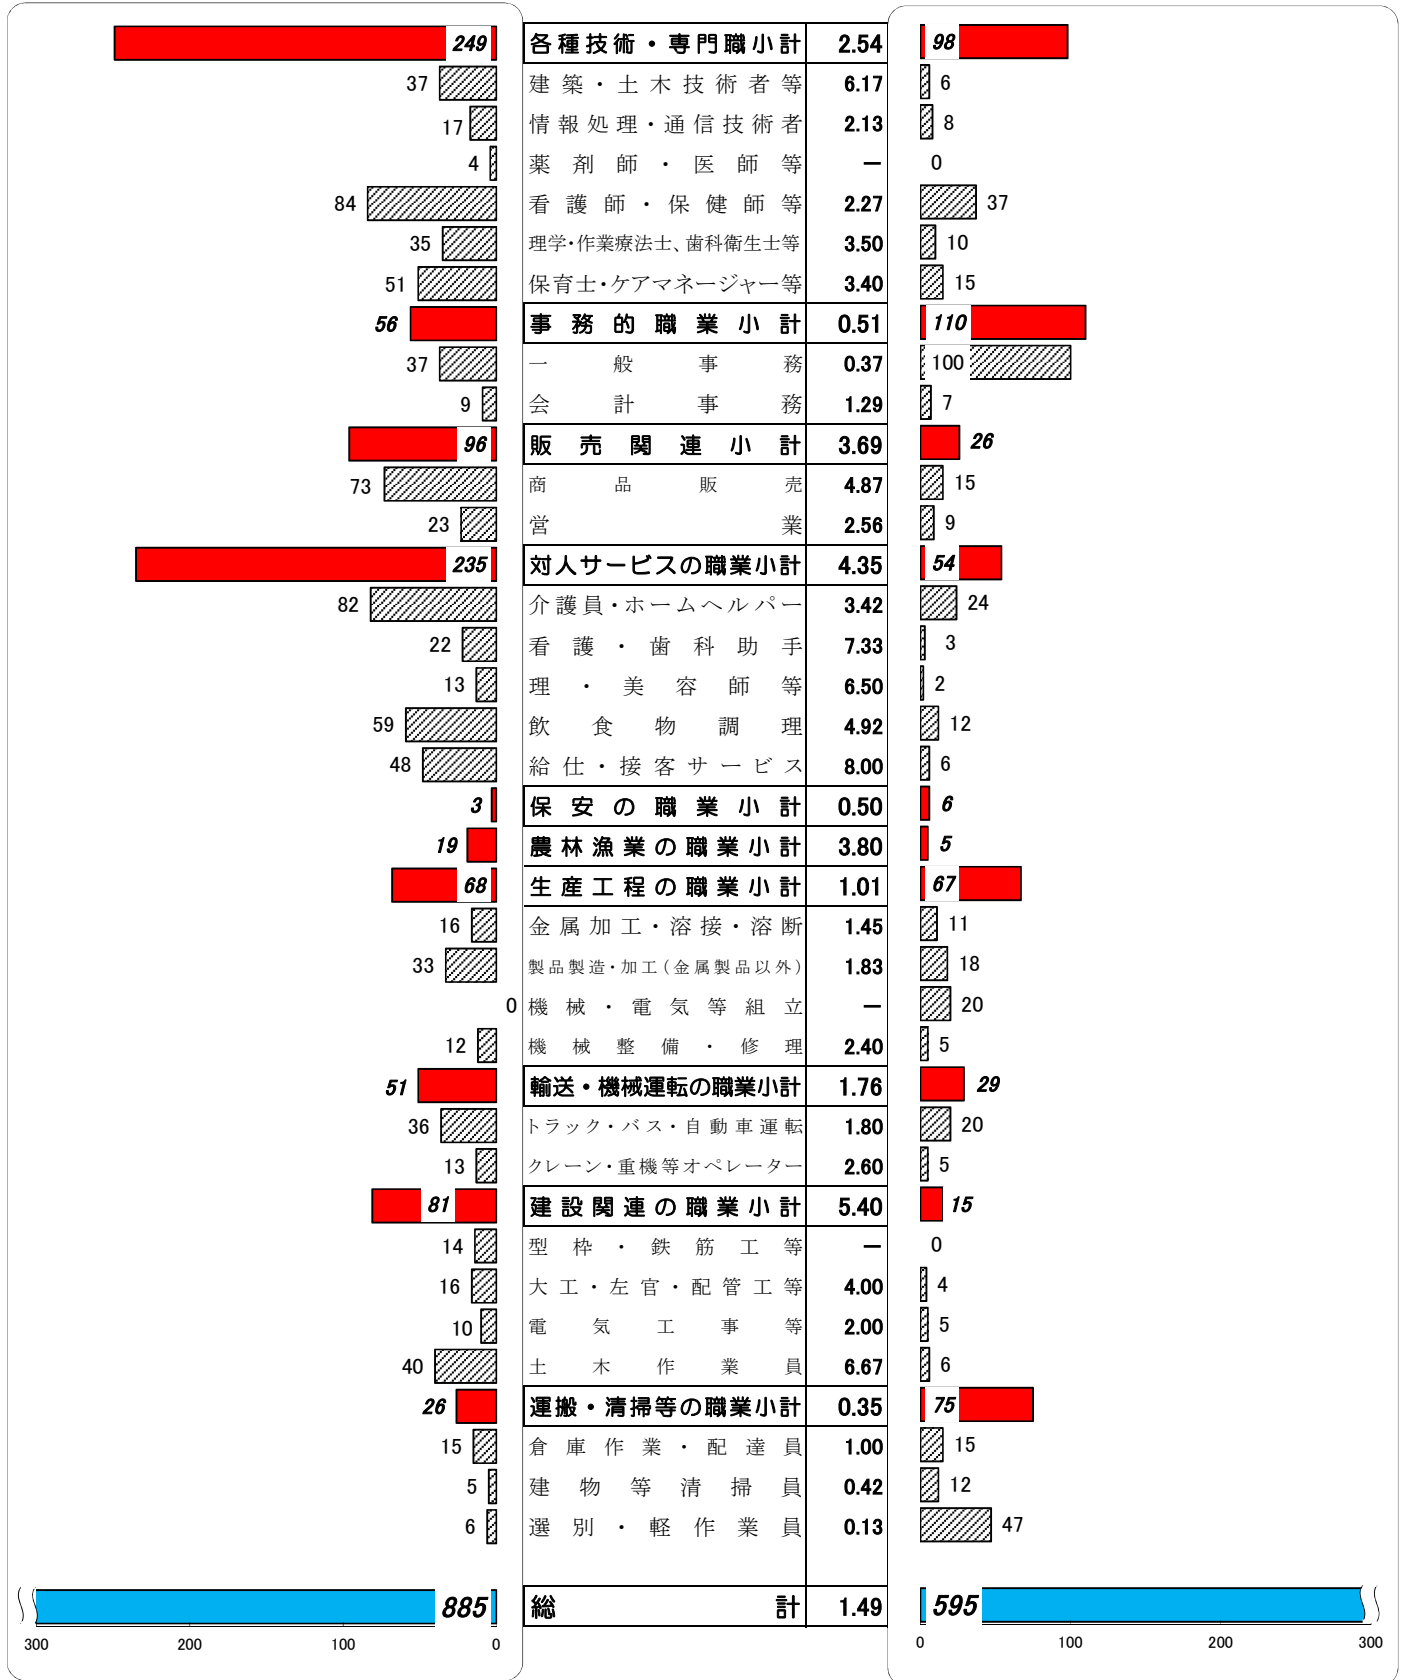 249 各種技術・専門職小計 2.54 98
37 建築・土木技術者等 6.17 6
17 情報処理・通信技術者 2.13 8
4 薬剤師・医師等 － 0
84 看護師・保健師等 2.27 37
35 理学・作業療法士、歯科衛生士等 3.50 10
51 保育士・ケアマネージャー等 3.40 15
56 事務的職業小計 0.51 110
37 一般事務 0.37 100
9 会計事務 1.29 7
96 販売関連小計 3.69 26
73 商品販売 4.87 15
23 営業 2.56 9
235 対人サービスの職業小計 4.35 54
82 介護員・ホームヘルパー 3.42 24
22 看護・歯科助手 7.33 3
13 理・美容師等 6.50 2
59 飲食物調理 4.92 12
48 給仕・接客サービス 8.00 6
3 保安の職業小計 0.50 6
19 農林漁業の職業小計 3.80 5
68 生産工程の職業小計 1.01 67
16 金属加工・溶接・溶断 1.45 11
33 製品製造・加工(金属製品以外) 1.83 18
0 機械・電気等組立 － 20
12 機械整備・修理 2.40 5
51 輸送・機械運転の職業小計 1.76 29
36 トラック・バス・自動車運転 1.80 20
13 クレーン・重機等オペレーター 2.60 5
81 建設関連の職業小計 5.40 15
14 型枠・鉄筋工等 － 0
16 大工・左官・配管工等 4.00 4
10 電気工事等 2.00 5
40 土木作業員 6.67 6
26 運搬・清掃等の職業小計 0.35 75
15 倉庫作業・配達員 1.00 15
5 建物等清掃員 0.42 12
6 選別・軽作業員 0.13 47
885 総計 1.49 595
300 200 100 0 0 100 200 300